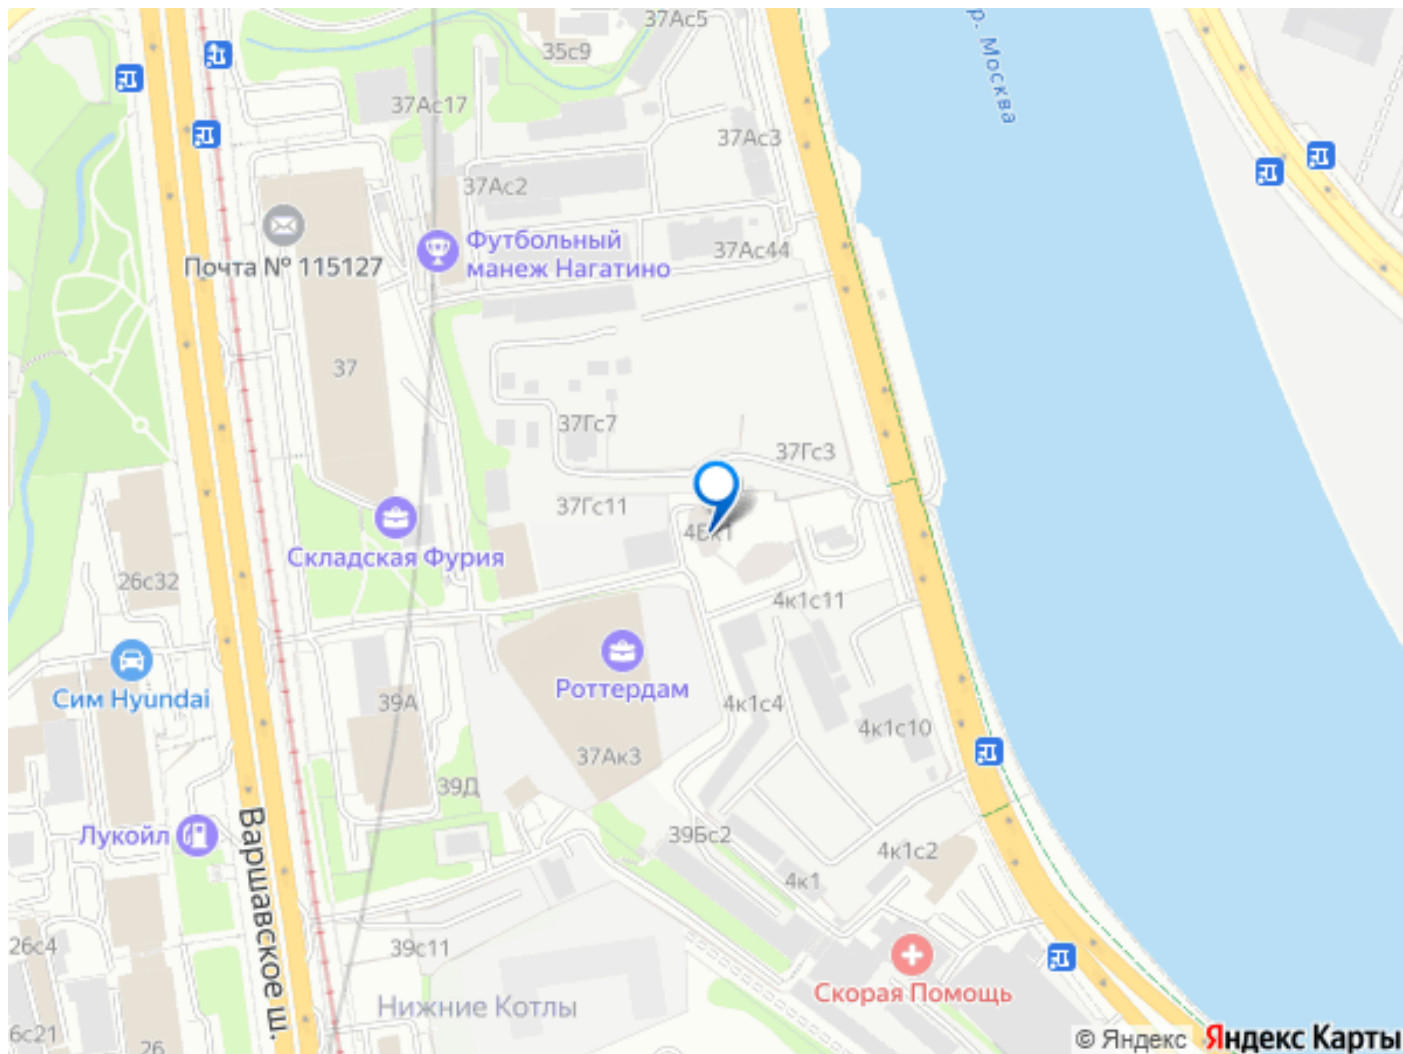 37Ас5
35с9
р. Москва
37Ас17
37Ас3
37Ас2
Футбольный
манеж Нагатино
37Ас44
Почта № 115127
37
37Гс7
37Гс3
37Гс11
4Бк1
Складская Фурия
26с32
4к1с11
Роттердам
Сим Hyundai
39А
4к1с4
4к1с10
37Ак3
39Д
Лукойл
39Бс2
4к1с2
Варшавское ш.
4к1
26с4
39с11
Скорая Помощь
Нижние Котлы
6с21
26
© Яндекс Яндекс Карты